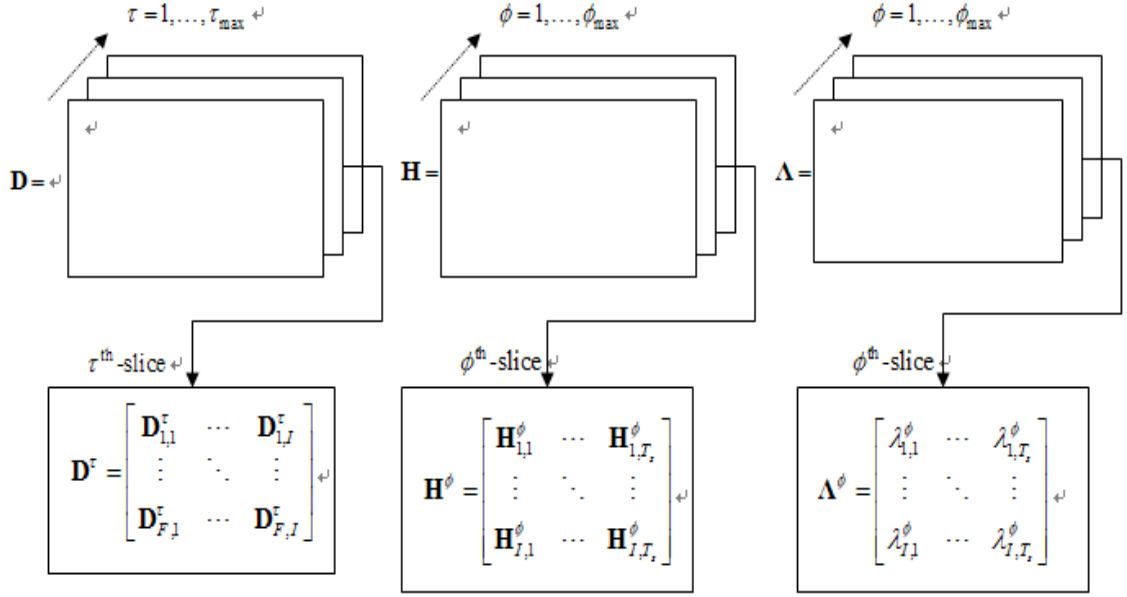 τ = 1,…,τ_max ↵
ϕ = 1,…,ϕ_max ↵
ϕ = 1,…,ϕ_max ↵
↵
↵
↵
D = ↵
H = ↵
Λ = ↵
τ^th -slice ↵
ϕ^th -slice ↵
ϕ^th -slice ↵
D^τ = [ D^τ_{1,1} ⋯ D^τ_{1,I}
⋮ ⋱ ⋮
D^τ_{F,1} ⋯ D^τ_{F,I} ] ↵
H^ϕ = [ H^ϕ_{1,1} ⋯ H^ϕ_{1,T_s}
⋮ ⋱ ⋮
H^ϕ_{I,1} ⋯ H^ϕ_{I,T_s} ] ↵
Λ^ϕ = [ λ^ϕ_{1,1} ⋯ λ^ϕ_{1,T_s}
⋮ ⋱ ⋮
λ^ϕ_{I,1} ⋯ λ^ϕ_{I,T_s} ] ↵